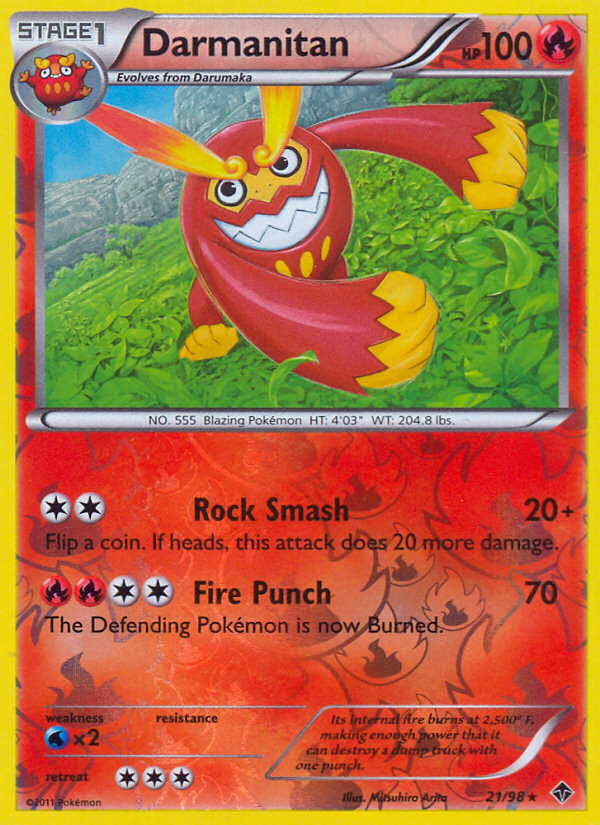 STAGE1
Darmanitan
HP100
Evolves from Darumaka
NO. 555 Blazing Pokémon HT: 4'03" WT: 204.8 lbs.
Rock Smash 20+
Flip a coin. If heads, this attack does 20 more damage.
Fire Punch 70
The Defending Pokémon is now Burned.
weakness resistance
×2
retreat
Its internal fire burns at 2,500º F,
making enough power that it
can destroy a dump truck with
one punch.
©2011 Pokémon
Illus. Mitsuhiro Arita
21/98★